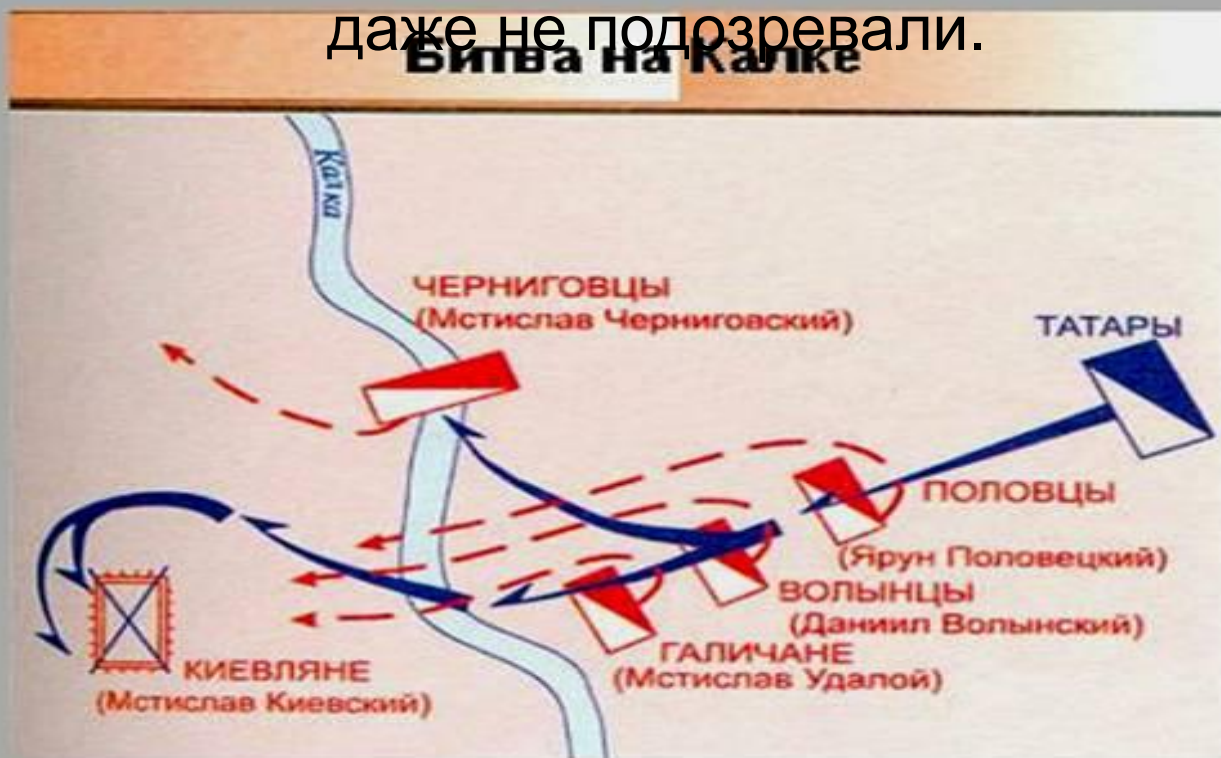 даже не подозревали.
Битва на Калке
Калка
ЧЕРНИГОВЦЫ
(Мстислав Черниговский)
ТАТАРЫ
ПОЛОВЦЫ
(Ярун Половецкий)
ВОЛЫНЦЫ
(Даниил Волынский)
ГАЛИЧАНЕ
(Мстислав Удалой)
КИЕВЛЯНЕ
(Мстислав Киевский)